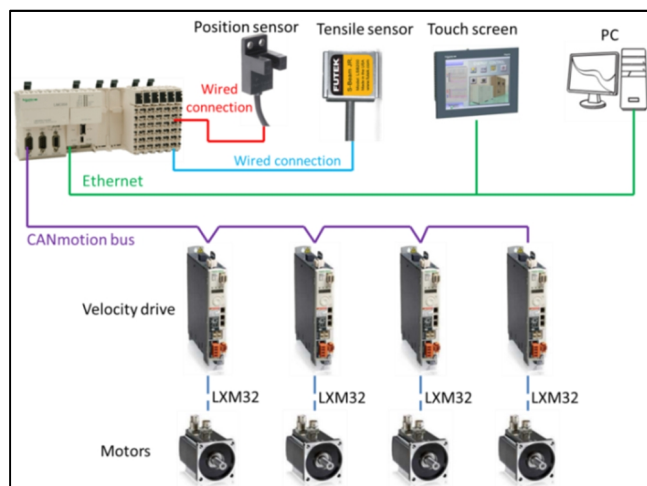 Position sensor
Tensile sensor
Touch screen
PC
Wired
connection
FUTEK
Wired connection
Ethernet
CANmotion bus
Velocity drive
LXM32
LXM32
LXM32
LXM32
Motors